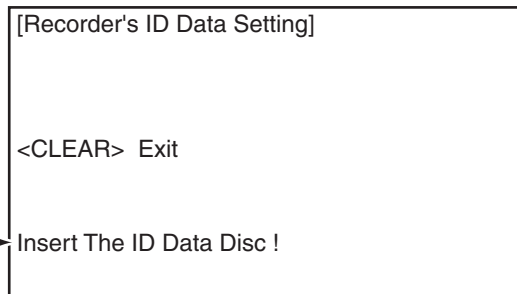 [Recorder's ID Data Setting]
<CLEAR> Exit
Insert The ID Data Disc !